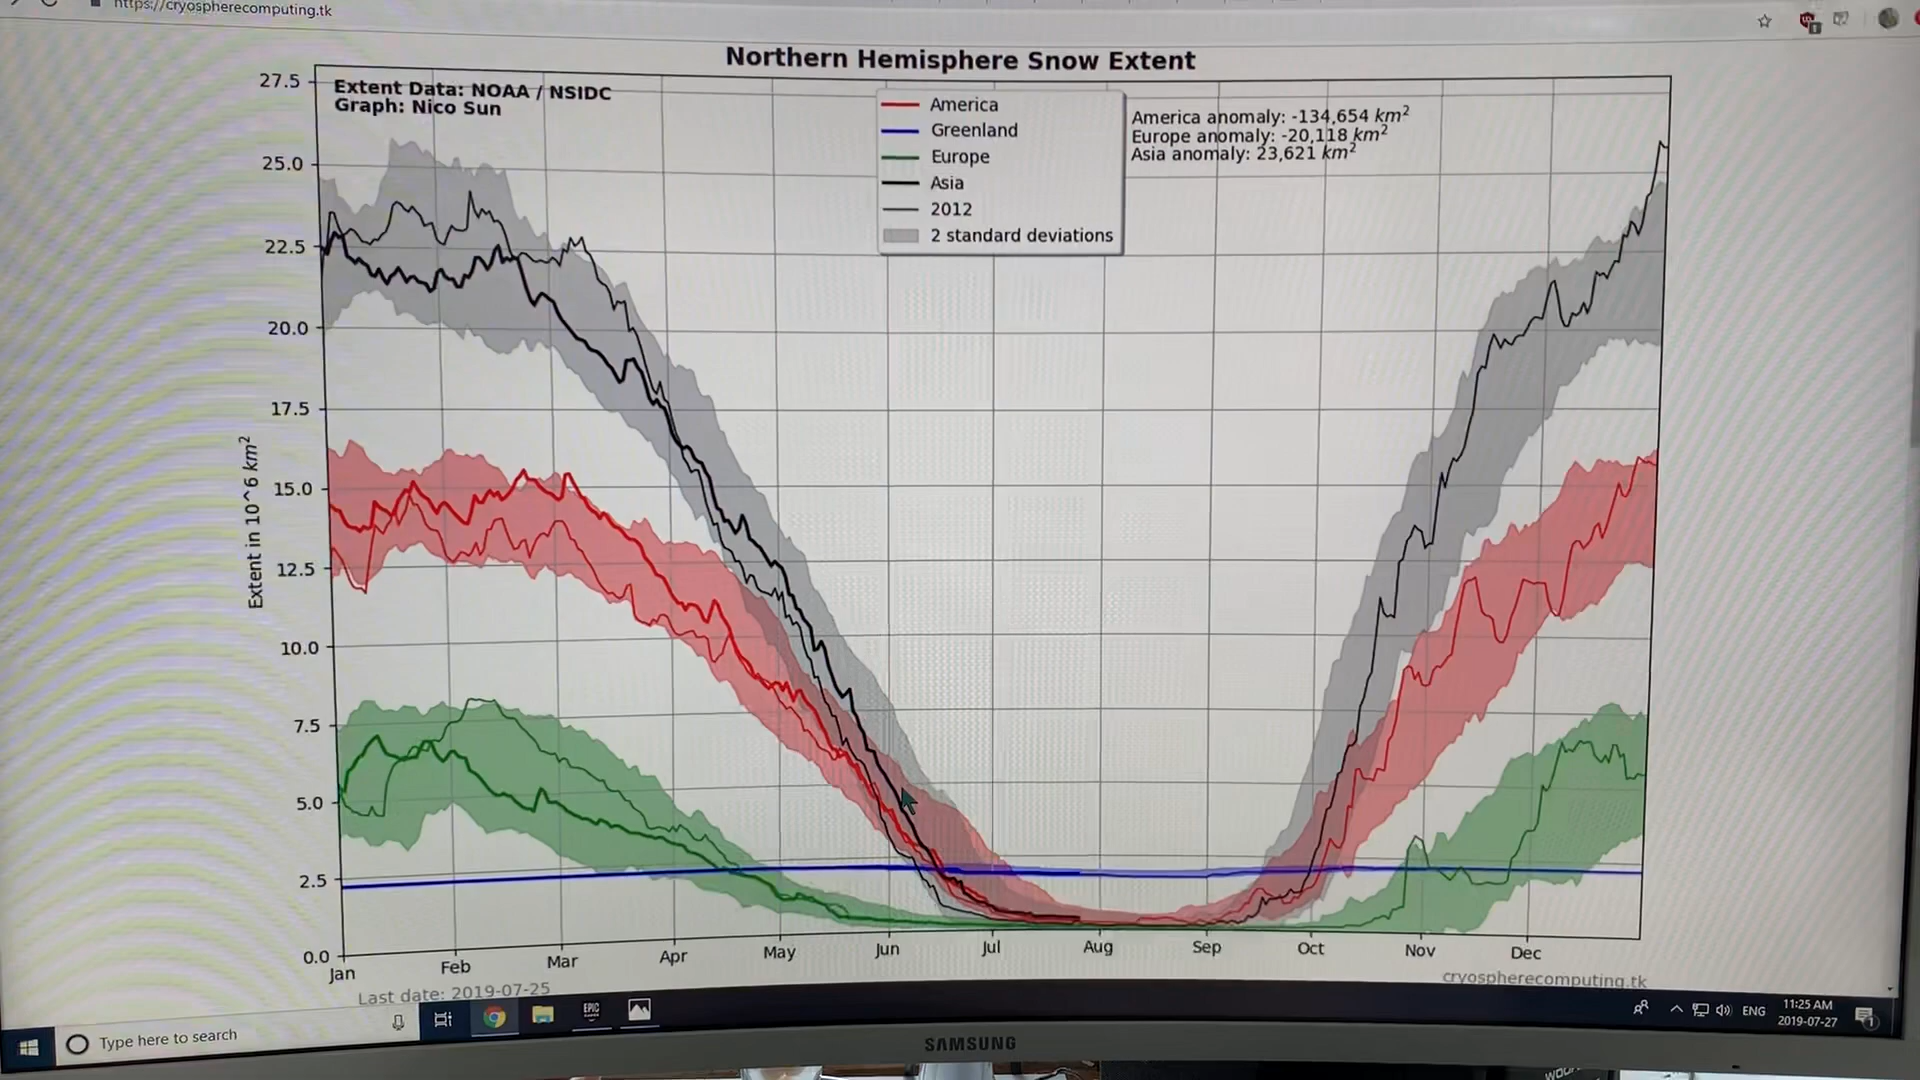 https://cryospherecomputing.tk
Northern Hemisphere Snow Extent
Extent Data: NOAA / NSIDC
Graph: Nico Sun
America
Greenland
Europe
Asia
2012
2 standard deviations
America anomaly: -134,654 km²
Europe anomaly: -20,118 km²
Asia anomaly: 23,621 km²
Extent in 10^6 km²
27.5
25.0
22.5
20.0
17.5
15.0
12.5
10.0
7.5
5.0
2.5
0.0
Jan Feb Mar Apr May Jun Jul Aug Sep Oct Nov Dec
Last date: 2019-07-25
cryospherecomputing.tk
Type here to search
EPIC
ENG
11:25 AM
2019-07-27
1
SAMSUNG